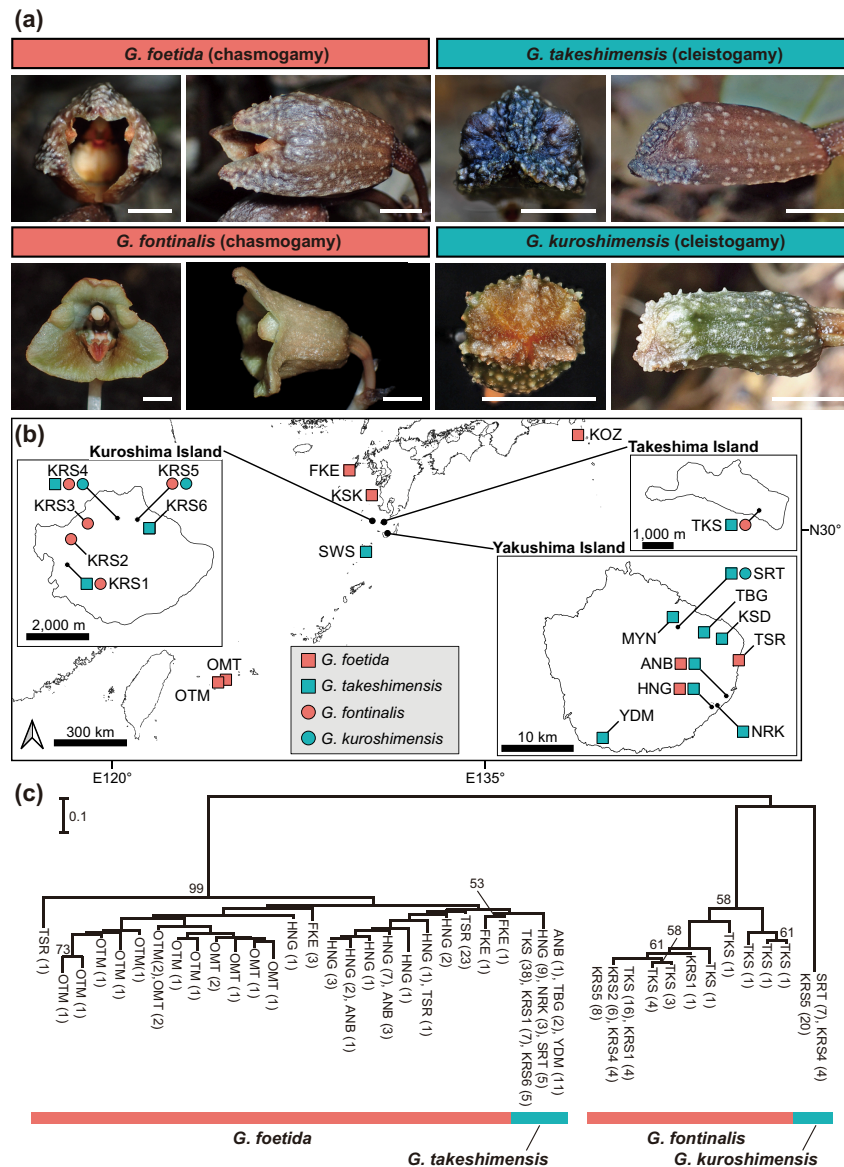 (a)
G. foetida (chasmogamy)
G. takeshimensis (cleistogamy)
G. fontinalis (chasmogamy)
G. kuroshimensis (cleistogamy)
(b)
Kuroshima Island
KRS4
KRS5
KRS3
KRS6
KRS2
KRS1
2,000 m
FKE
KSK
KOZ
SWS
OMT
OTM
Takeshima Island
1,000 m
TKS
N30°
Yakushima Island
SRT
TBG
KSD
MYN
TSR
ANB
HNG
YDM
NRK
10 km
G. foetida
G. takeshimensis
G. fontinalis
G. kuroshimensis
300 km
E120°
E135°
(c)
0.1
99
73
53
58
61
58
61
TSR (1)
OTM (1)
OTM (1)
OTM (1)
OTM (1)
OTM(1)
OTM(2),OMT (2)
OTM (1)
OTM (1)
OMT (2)
OMT (1)
OMT (1)
OMT (1)
HNG (1)
FKE (3)
HNG (3)
HNG (2), ANB (1)
HNG (1)
HNG (7), ANB (3)
HNG (1)
HNG (1), TSR (1)
HNG (2)
TSR (23)
FKE (1)
FKE (1)
TKS (38), KRS1 (7), KRS6 (5)
HNG (9), NRK (3), SRT (5)
ANB (1), TBG (2), YDM (11)
KRS5 (8)
KRS2 (6), KRS4 (4)
TKS (16), KRS1 (4)
TKS (4)
TKS (3)
KRS1 (1)
TKS (1)
TKS (1)
TKS (1)
TKS (1)
TKS (1)
KRS5 (20)
SRT (7), KRS4 (4)
G. foetida
G. takeshimensis
G. fontinalis
G. kuroshimensis